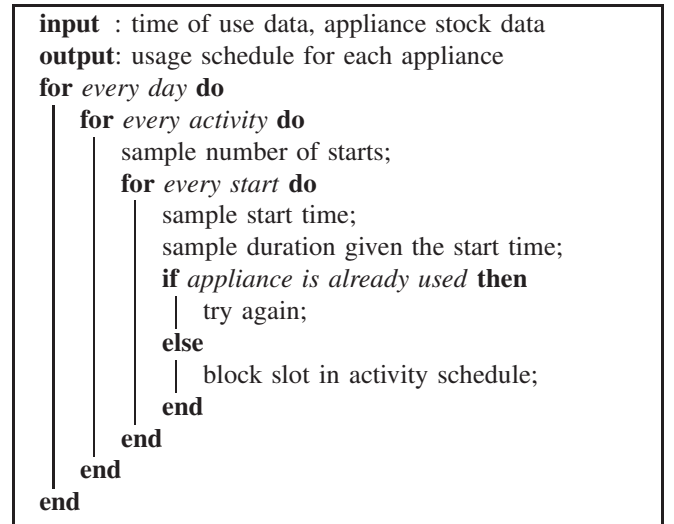 input : time of use data, appliance stock data
output: usage schedule for each appliance
for every day do
for every activity do
sample number of starts;
for every start do
sample start time;
sample duration given the start time;
if appliance is already used then
try again;
else
block slot in activity schedule;
end
end
end
end